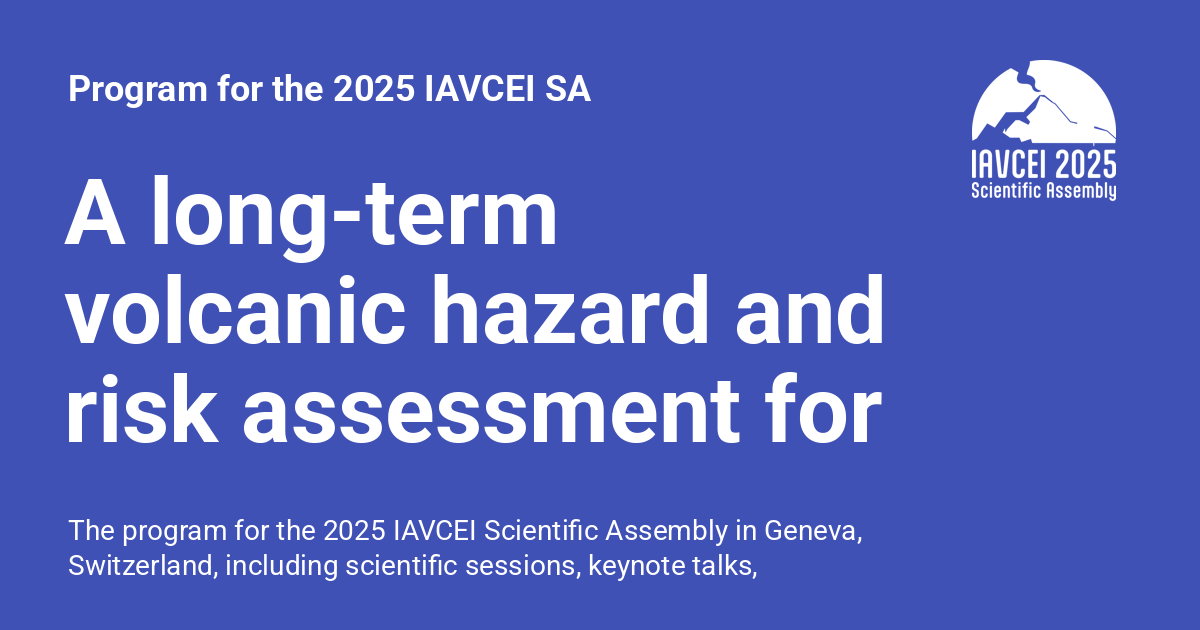 Program for the 2025 IAVCEI SA
IAVCEI 2025
Scientific Assembly
A long-term
volcanic hazard and
risk assessment for
The program for the 2025 IAVCEI Scientific Assembly in Geneva,
Switzerland, including scientific sessions, keynote talks,